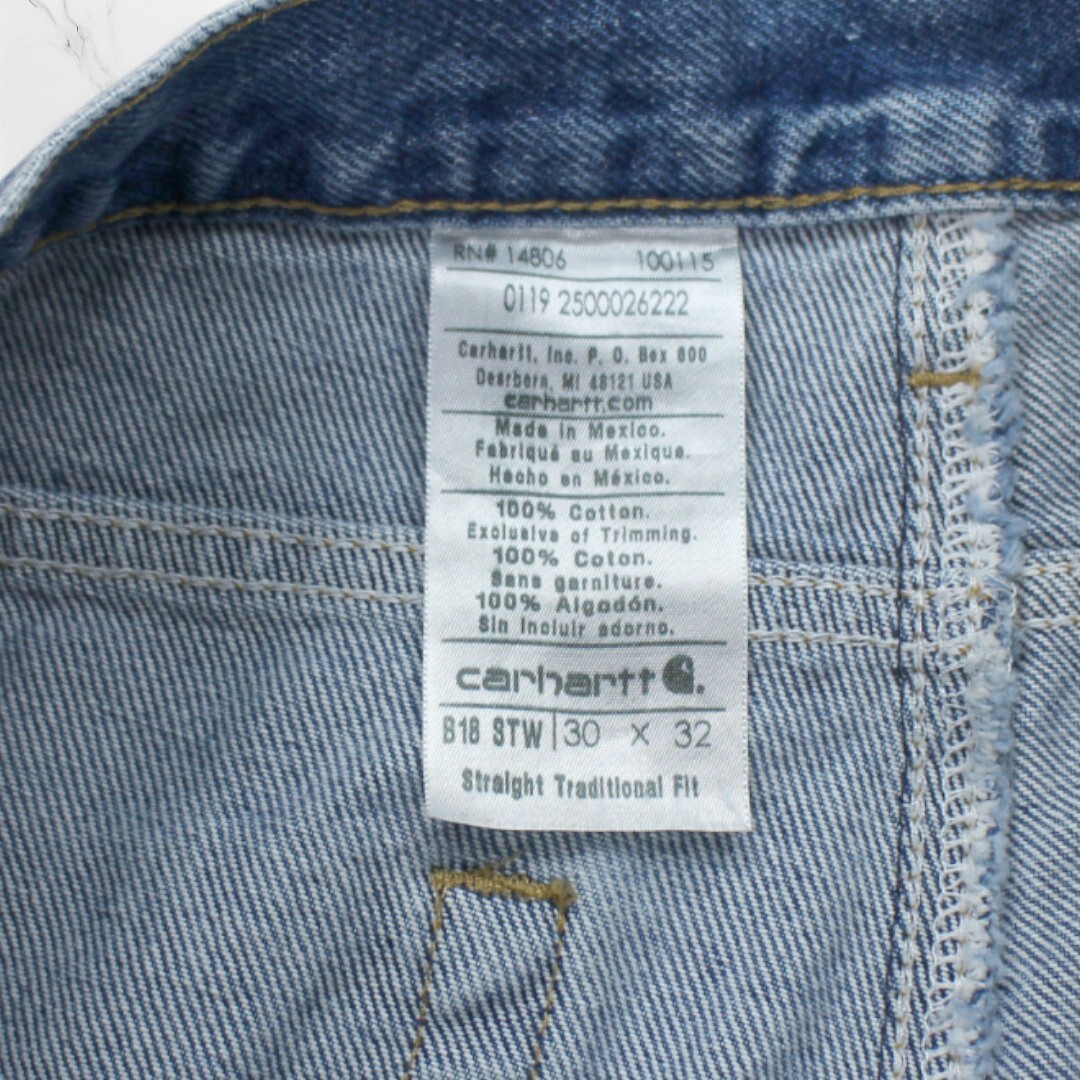 RN# 14806 100115
0119 2500026222
Carhartt, Inc. P. O. Box 600
Dearborn, MI 48121 USA
carhartt.com
Made in Mexico.
Fabriqué au Mexique.
Hecho en México.
100% Cotton.
Exclusive of Trimming.
100% Coton.
Sans garniture.
100% Algodón.
Sin incluir adorno.
carhartt
B18 STW 30 X 32
Straight Traditional Fit